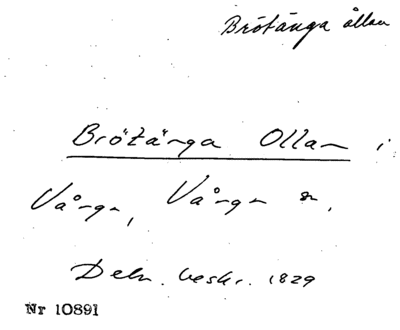 Brötänga ållan
Brötänga Ollan i
Vånga, Vånga sn.
Deln. beskr. 1829
Nr 10891